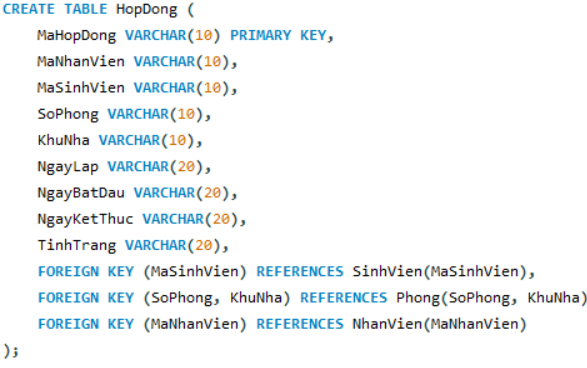 CREATE TABLE HopDong (
MaHopDong VARCHAR(10) PRIMARY KEY,
MaNhanVien VARCHAR(10),
MaSinhVien VARCHAR(10),
SoPhong VARCHAR(10),
KhuNha VARCHAR(10),
NgayLap VARCHAR(20),
NgayBatDau VARCHAR(20),
NgayKetThuc VARCHAR(20),
TinhTrang VARCHAR(20),
FOREIGN KEY (MaSinhVien) REFERENCES SinhVien(MaSinhVien),
FOREIGN KEY (SoPhong, KhuNha) REFERENCES Phong(SoPhong, KhuNha)
FOREIGN KEY (MaNhanVien) REFERENCES NhanVien(MaNhanVien)
);